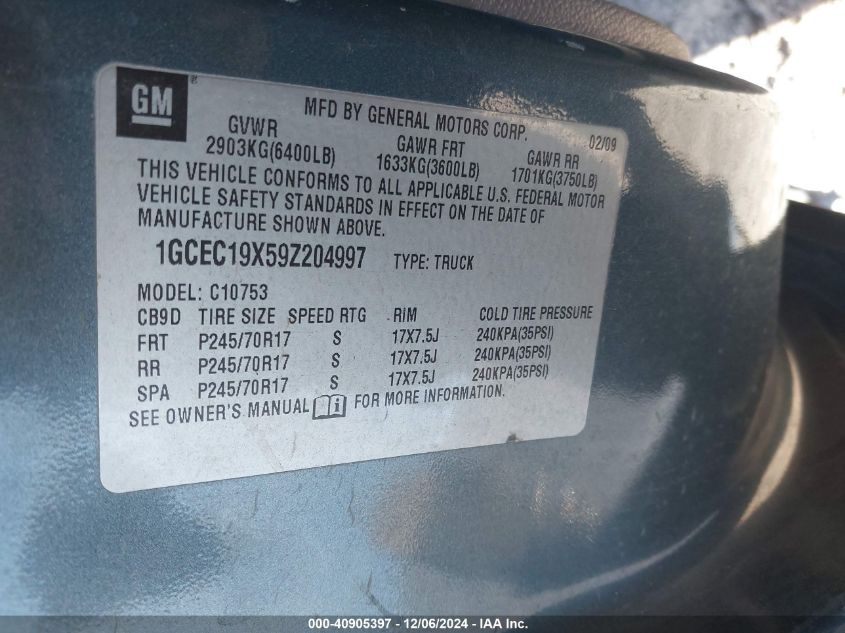 GM
MFD BY GENERAL MOTORS CORP.
02/09
GVWR GAWR FRT GAWR RR
2903KG(6400LB) 1633KG(3600LB) 1701KG(3750LB)
THIS VEHICLE CONFORMS TO ALL APPLICABLE U.S. FEDERAL MOTOR
VEHICLE SAFETY STANDARDS IN EFFECT ON THE DATE OF
MANUFACTURE SHOWN ABOVE.
1GCEC19X59Z204997 TYPE: TRUCK
MODEL: C10753
CB9D TIRE SIZE SPEED RTG RIM COLD TIRE PRESSURE
FRT P245/70R17 S 17X7.5J 240KPA(35PSI)
RR P245/70R17 S 17X7.5J 240KPA(35PSI)
SPA P245/70R17 S 17X7.5J 240KPA(35PSI)
SEE OWNER'S MANUAL i FOR MORE INFORMATION.
000-40905397 - 12/06/2024 - IAA Inc.